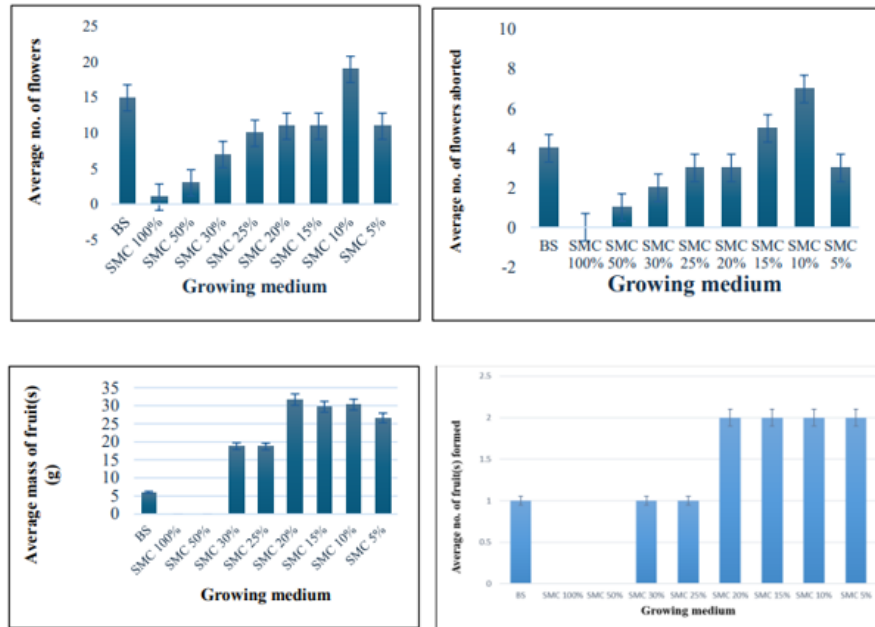 25
20
15
10
5
0
-5
Average no. of flowers
BS
SMC 100%
SMC 50%
SMC 30%
SMC 25%
SMC 20%
SMC 15%
SMC 10%
SMC 5%
Growing medium
10
8
6
4
2
0
-2
Average no. of flowers aborted
BS
SMC 100%
SMC 50%
SMC 30%
SMC 25%
SMC 20%
SMC 15%
SMC 10%
SMC 5%
Growing medium
35
30
25
20
15
10
5
0
Average mass of fruit(s)
(g)
BS
SMC 100%
SMC 50%
SMC 30%
SMC 25%
SMC 20%
SMC 15%
SMC 10%
SMC 5%
Growing medium
2.5
2
1.5
1
0.5
0
Average no. of fruit(s) formed
BS
SMC 100%
SMC 50%
SMC 30%
SMC 25%
SMC 20%
SMC 15%
SMC 10%
SMC 5%
Growing medium